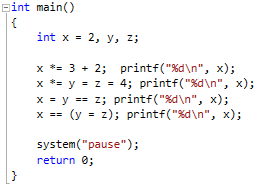 int main()
{
int x = 2, y, z;
x *= 3 + 2; printf("%d\n", x);
x *= y = z = 4; printf("%d\n", x);
x = y == z; printf("%d\n", x);
x == (y = z); printf("%d\n", x);
system("pause");
return 0;
}